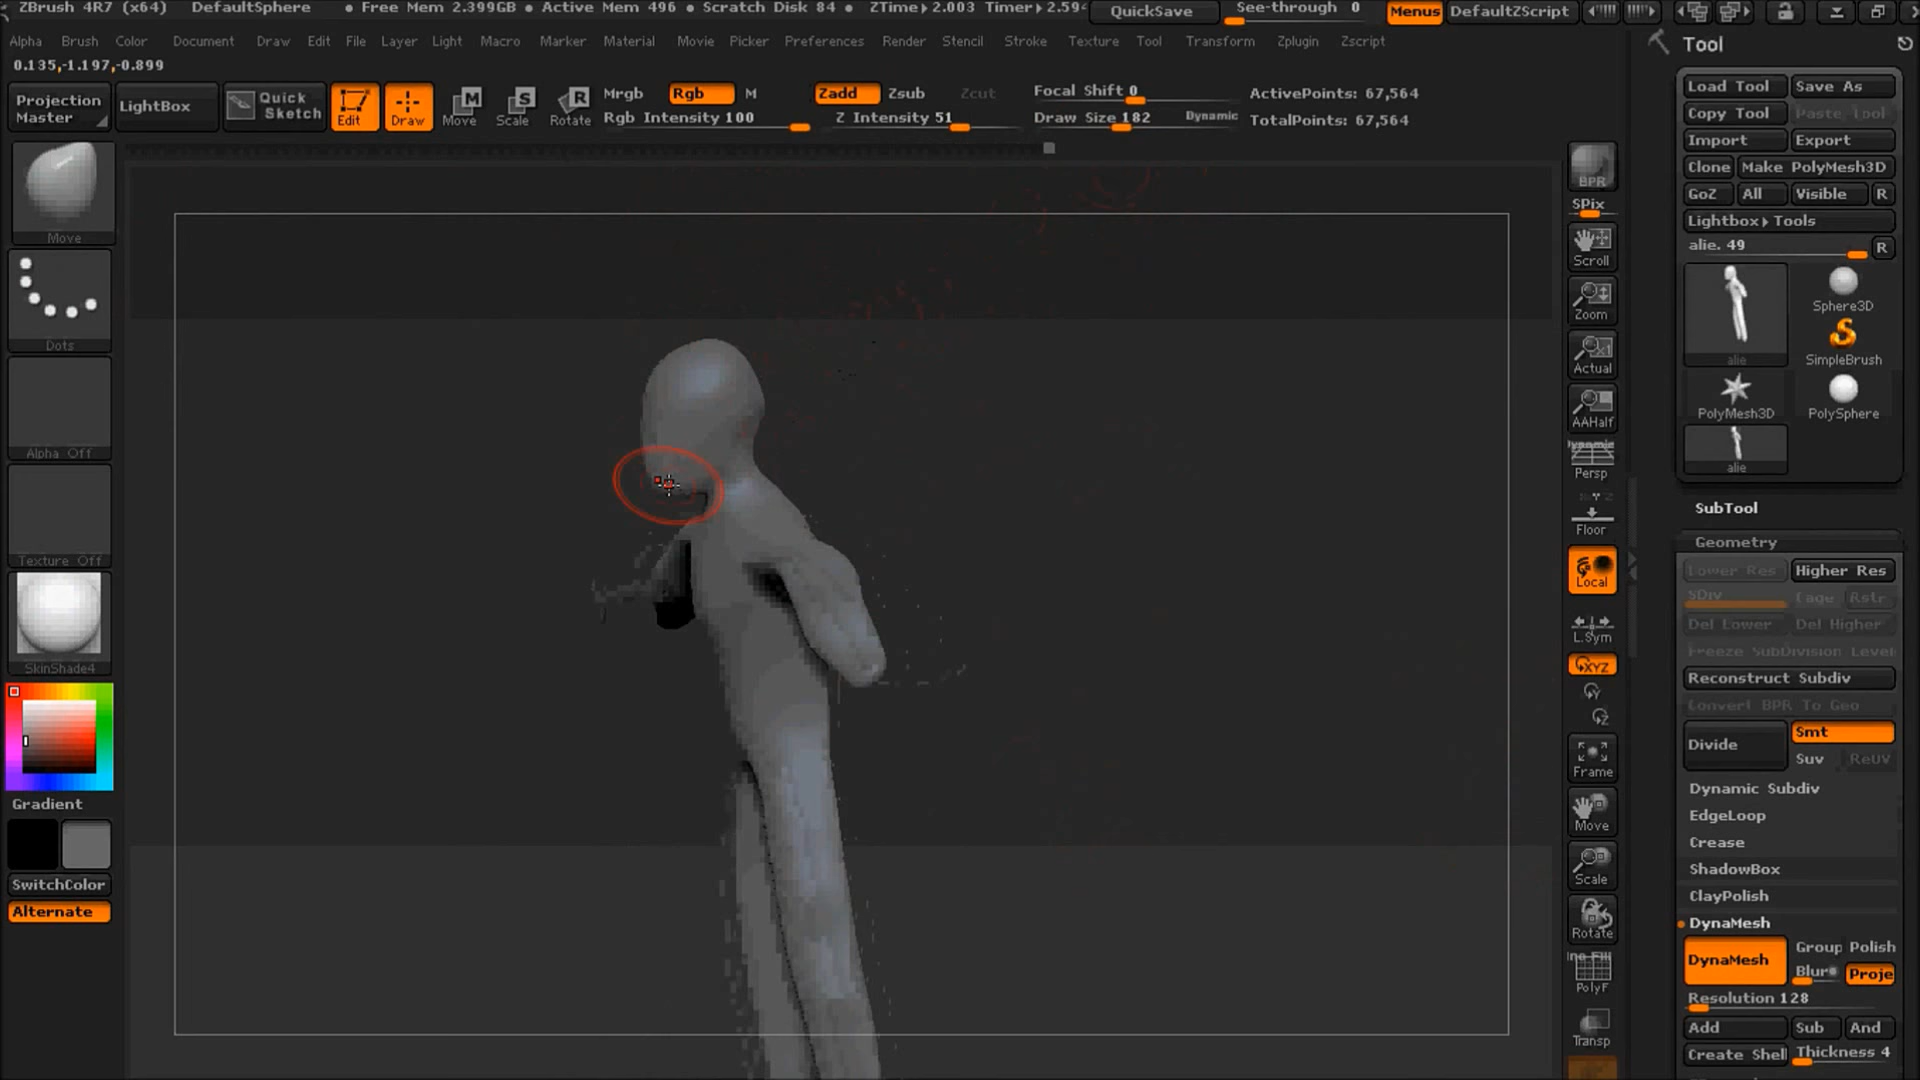 ZBrush 4R7 (x64) DefaultSphere • Free Mem 2.399GB • Active Mem 496 • Scratch Disk 84 • ZTime▸2.003 Timer▸2.594 QuickSave See-through 0 Menus DefaultZScript
Alpha Brush Color Document Draw Edit File Layer Light Macro Marker Material Movie Picker Preferences Render Stencil Stroke Texture Tool Transform Zplugin Zscript
0.135,-1.197,-0.899
Projection Master
LightBox
Quick Sketch
Edit
Draw
Move
Scale
Rotate
Mrgb Rgb M
Rgb Intensity 100
Zadd Zsub Zcut
Z Intensity 51
Focal Shift 0
Draw Size 182 Dynamic
ActivePoints: 67,564
TotalPoints: 67,564
Move
Dots
Alpha Off
Texture Off
SkinShade4
Gradient
SwitchColor
Alternate
BPR
SPix
Scroll
Zoom
Actual
AAHalf
Dynamic
Persp
Floor
Local
L.Sym
XYZ
Y
Z
Frame
Move
Scale
Rotate
PolyF
Transp
Tool
Load Tool Save As
Copy Tool Paste Tool
Import Export
Clone Make PolyMesh3D
GoZ All Visible R
Lightbox▸Tools
alie. 49 R
alie
Sphere3D
SimpleBrush
PolyMesh3D PolySphere
alie
SubTool
Geometry
Lower Res Higher Res
SDiv Cage Rstr
Del Lower Del Higher
Freeze SubDivision Level
Reconstruct Subdiv
Convert BPR To Geo
Divide Smt
Suv ReUV
Dynamic Subdiv
EdgeLoop
Crease
ShadowBox
ClayPolish
DynaMesh
DynaMesh Group Polish
Blur Proje
Resolution 128
Add Sub And
Create Shell Thickness 4